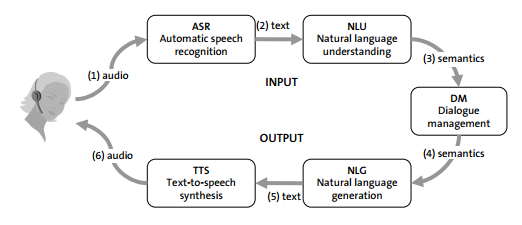 ASR
Automatic speech
recognition
(2) text
NLU
Natural language
understanding
(1) audio
(3) semantics
INPUT
DM
Dialogue
management
OUTPUT
(4) semantics
(6) audio
TTS
Text-to-speech
synthesis
(5) text
NLG
Natural language
generation